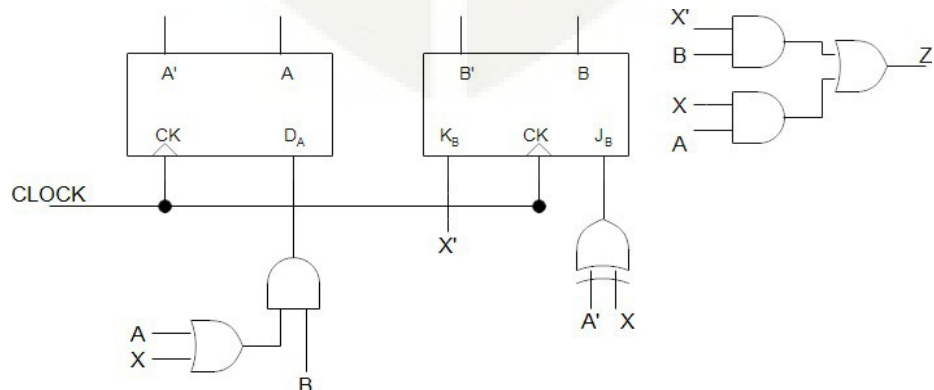 X'
B
X
A
Z
A' A
CK D_A
B' B
K_B CK J_B
CLOCK
X'
A
X
B
A' X